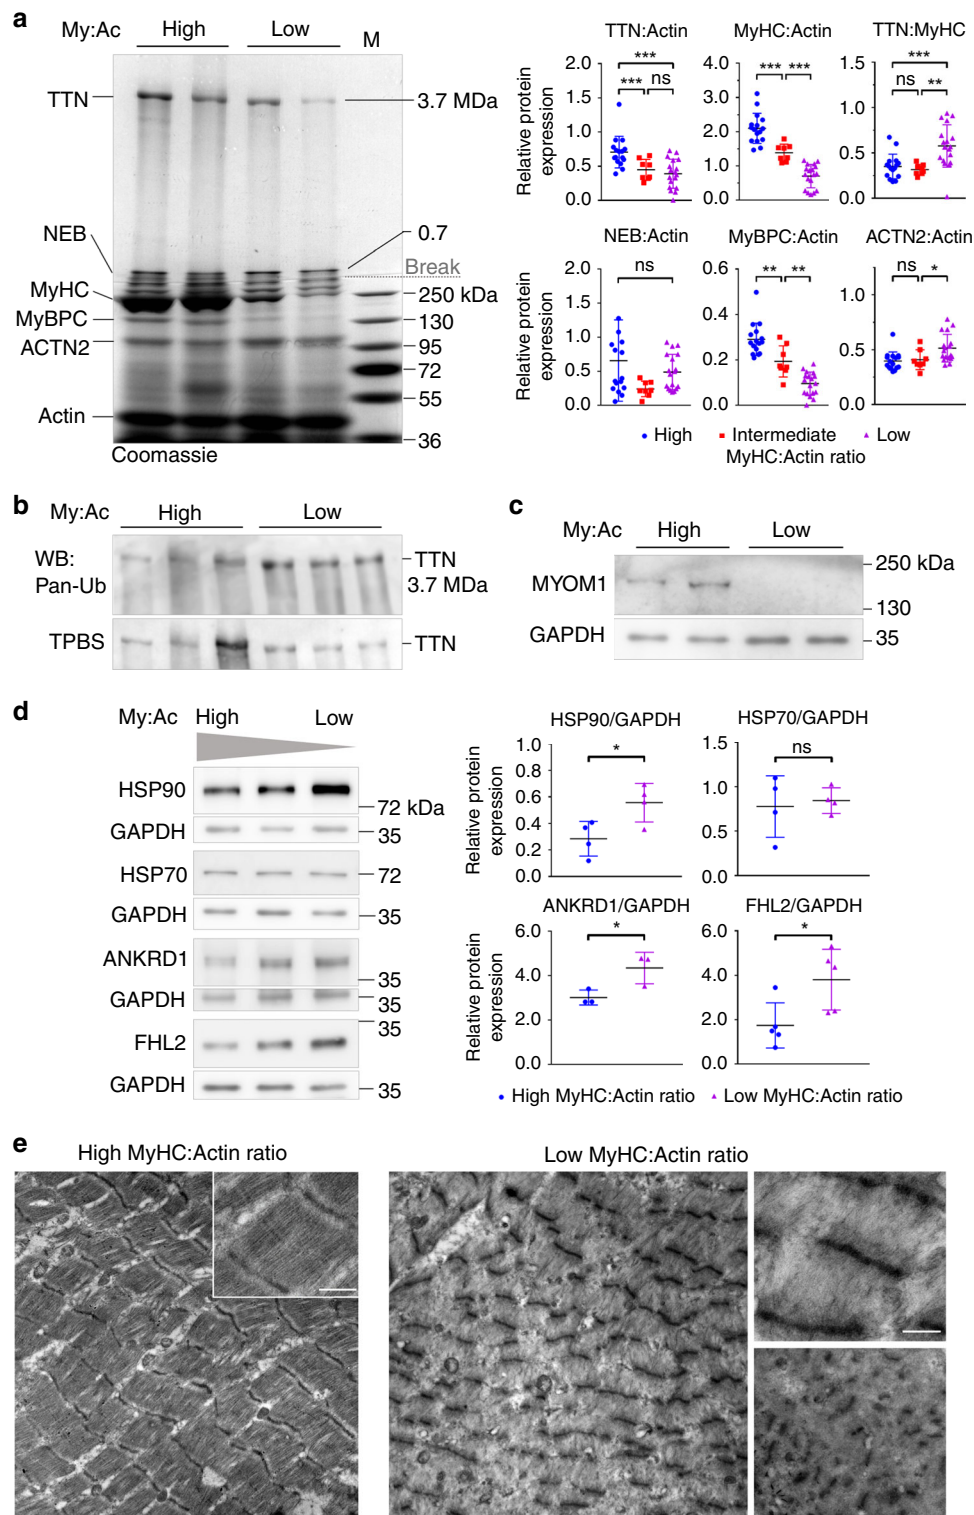 a
My:Ac High Low M
TTN
3.7 MDa
NEB
0.7
Break
MyHC
250 kDa
MyBPC
130
ACTN2
95
72
55
Actin
36
Coomassie
TTN:Actin MyHC:Actin TTN:MyHC
Relative protein expression
2.0
1.5
1.0
0.5
0.0
***
*** ns
4.0
3.0
2.0
1.0
0.0
*** ***
1.5
1.0
0.5
0.0
***
ns **
NEB:Actin MyBPC:Actin ACTN2:Actin
Relative protein expression
2.0
1.5
1.0
0.5
0.0
ns
0.6
0.4
0.2
0.0
** **
1.0
0.5
0.0
ns *
High Intermediate Low
MyHC:Actin ratio
b
My:Ac High Low
WB:
Pan-Ub
TTN
3.7 MDa
TPBS
TTN
c
My:Ac High Low
MYOM1
250 kDa
130
GAPDH
35
d
My:Ac High Low
HSP90
72 kDa
GAPDH
35
HSP70
72
GAPDH
35
ANKRD1
35
GAPDH
35
35
FHL2
GAPDH
35
HSP90/GAPDH HSP70/GAPDH
Relative protein expression
1.0
0.8
0.6
0.4
0.2
0.0
*
1.5
1.0
0.5
0.0
ns
ANKRD1/GAPDH FHL2/GAPDH
Relative protein expression
6.0
4.0
2.0
0.0
*
6.0
4.0
2.0
0.0
*
High MyHC:Actin ratio Low MyHC:Actin ratio
e
High MyHC:Actin ratio Low MyHC:Actin ratio